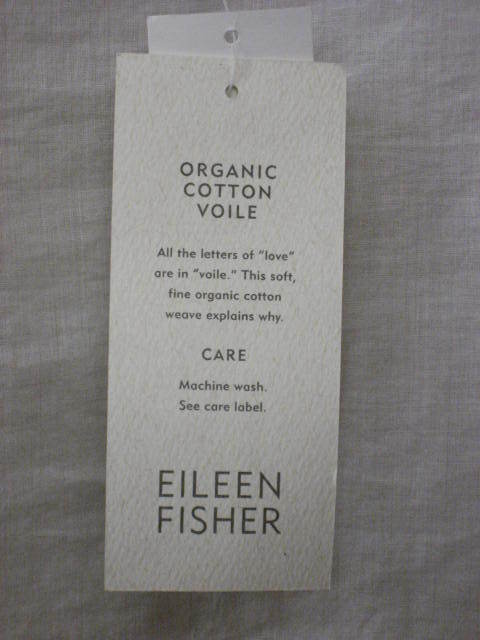 ORGANIC
COTTON
VOILE
All the letters of "love"
are in "voile." This soft,
fine organic cotton
weave explains why.
CARE
Machine wash.
See care label.
EILEEN
FISHER